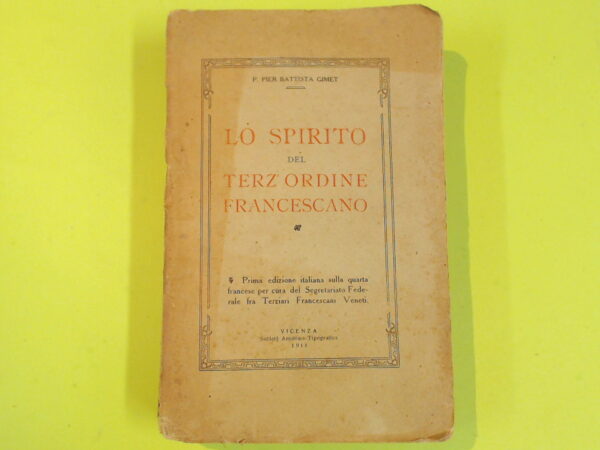 P. PIER BATTISTA GIMET
LO SPIRITO
DEL
TERZ'ORDINE
FRANCESCANO
Prima edizione italiana sulla quarta
francese per cura del Segretariato Fede-
rale fra Terziari Francescani Veneti.
VICENZA
Società Anonima Tipografica